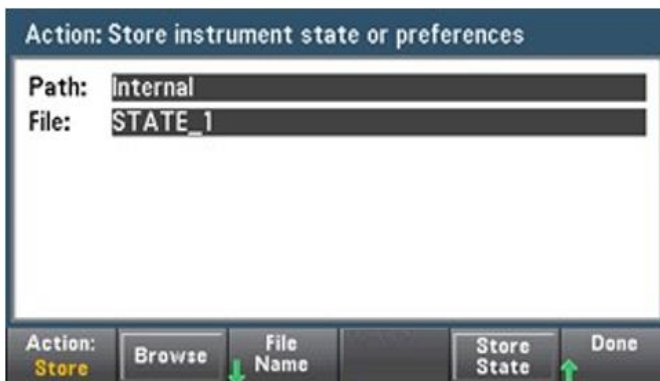 Action: Store instrument state or preferences
Path: Internal
File: STATE_1
Action: Store
Browse
File Name
Store State
Done